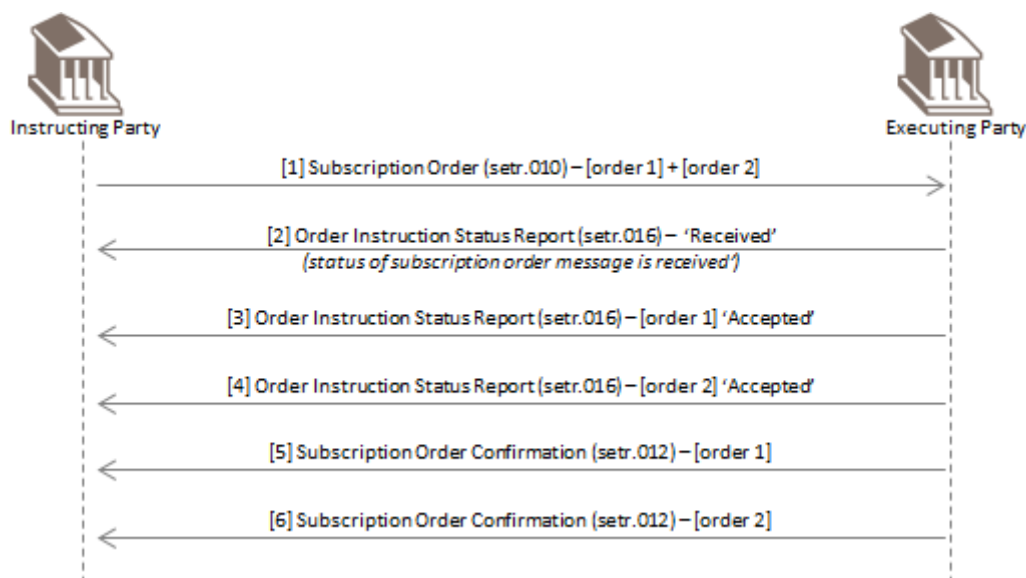 Instructing Party
Executing Party
[1] Subscription Order (setr.010) – [order 1] + [order 2]
[2] Order Instruction Status Report (setr.016) – ‘Received’
(status of subscription order message is received’)
[3] Order Instruction Status Report (setr.016) – [order 1] ‘Accepted’
[4] Order Instruction Status Report (setr.016) – [order 2] ‘Accepted’
[5] Subscription Order Confirmation (setr.012) – [order 1]
[6] Subscription Order Confirmation (setr.012) – [order 2]